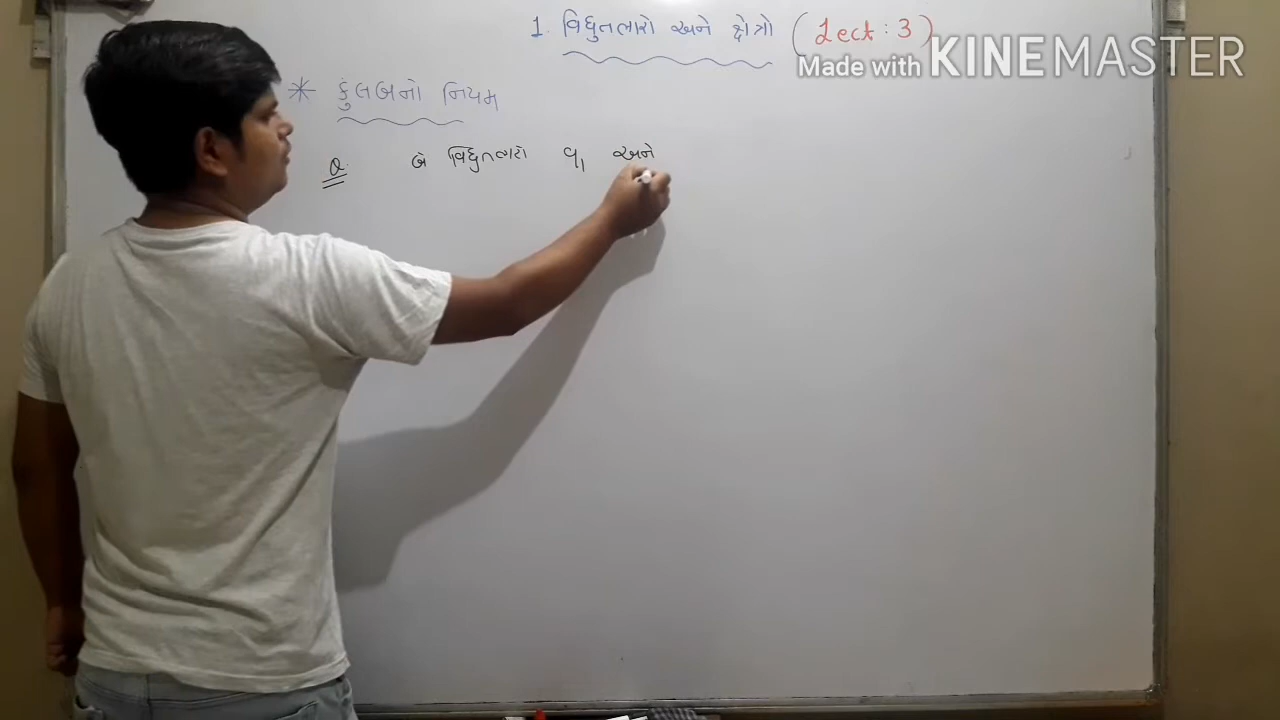 1. વિદ્યુતભારો અને ક્ષેત્રો (Lect : 3)
Made with KINEMASTER
* કુંલંબનો નિયમ
Q. બે વિદ્યુતભારો q1 અને